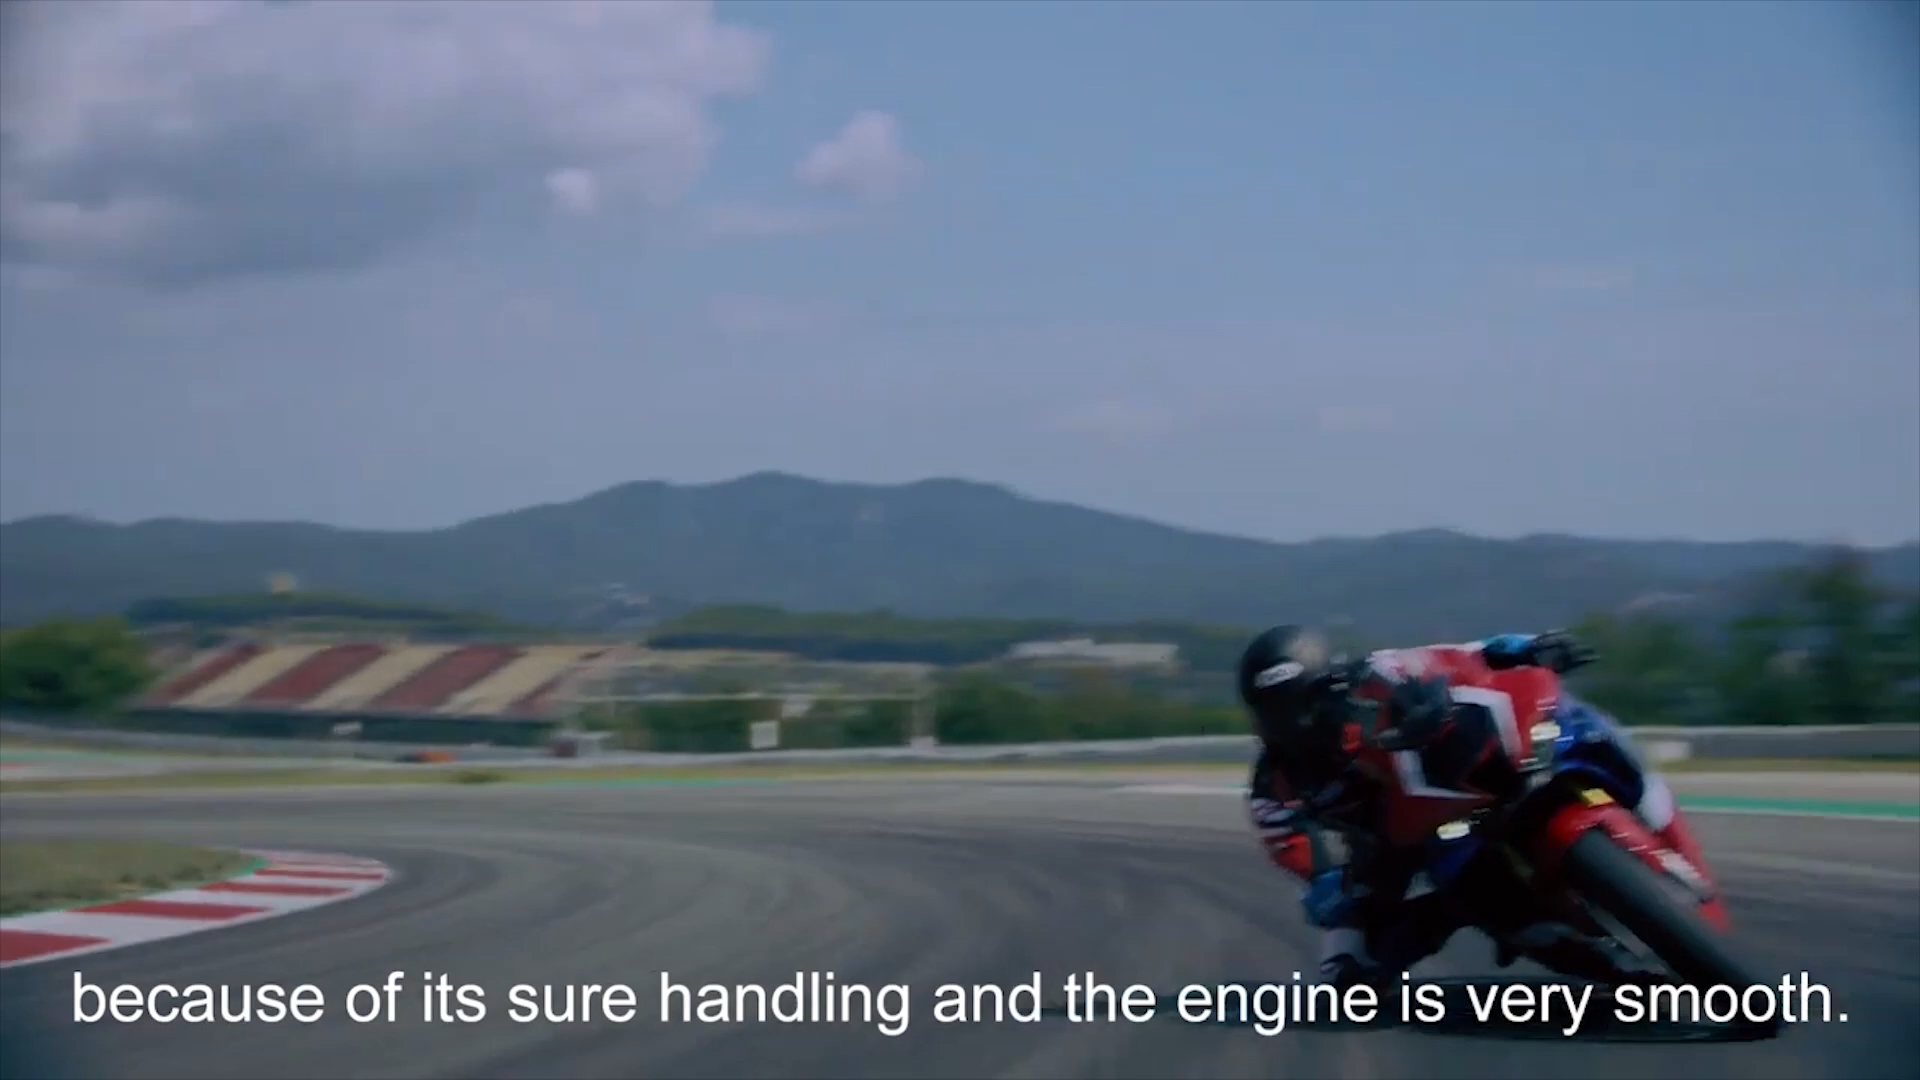 because of its sure handling and the engine is very smooth.